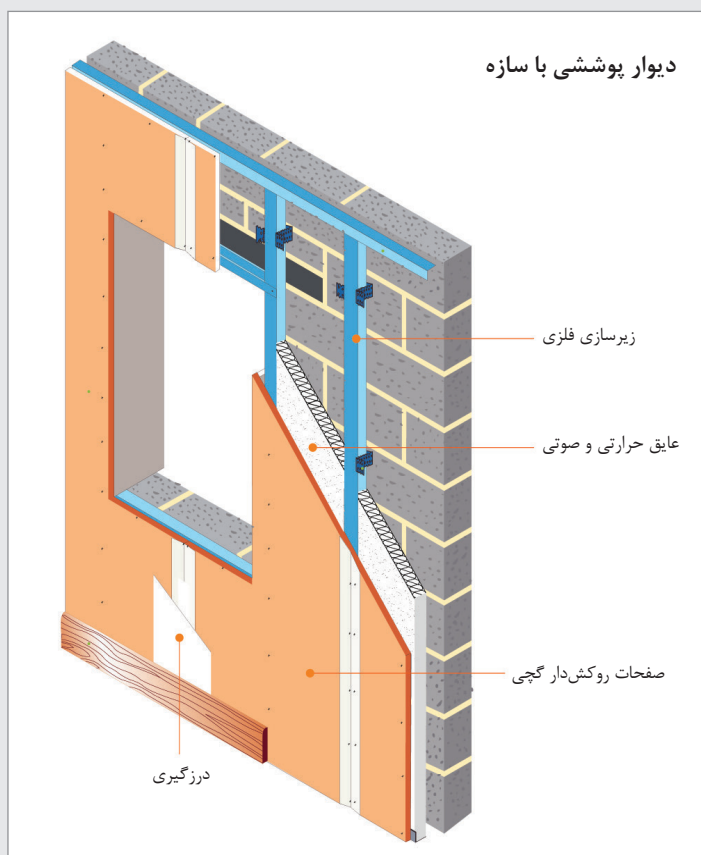 دیوار پوششی با سازه
زیرسازی فلزی
عایق حرارتی و صوتی
صفحات روکش‌دار گچی
درزگیری